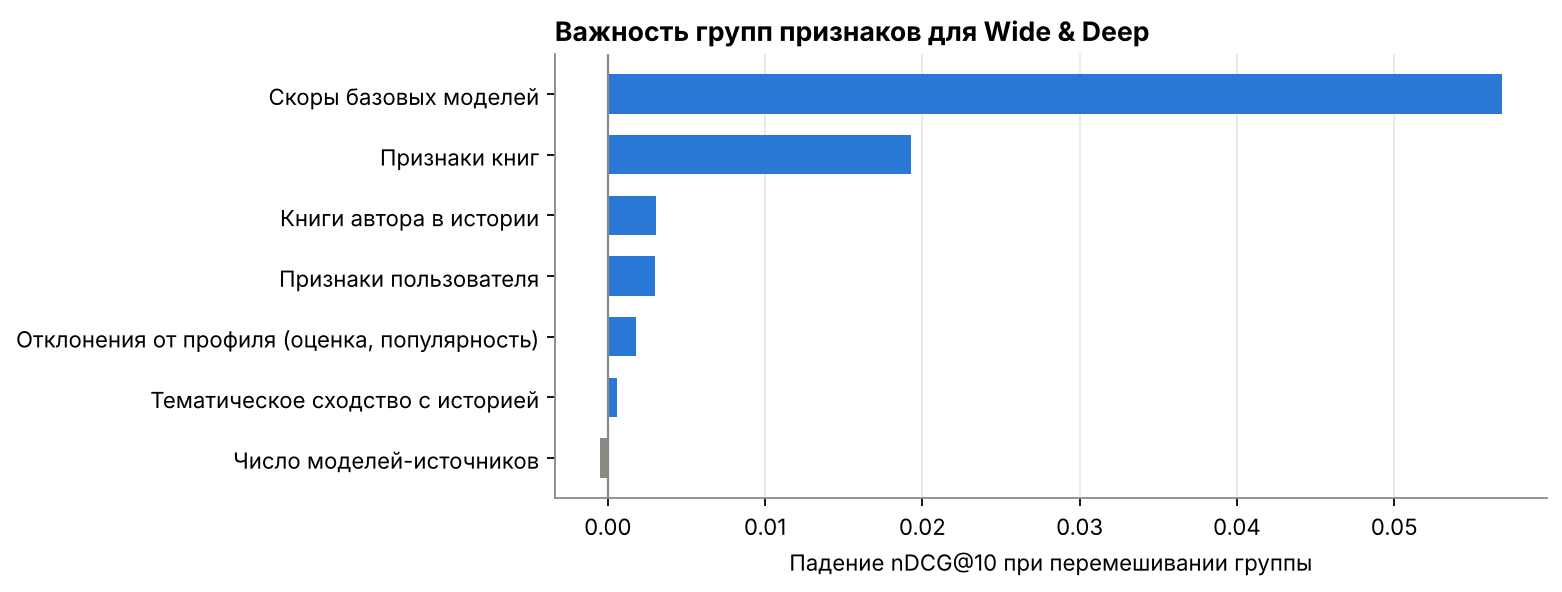 Важность групп признаков для Wide & Deep
Скоры базовых моделей
Признаки книг
Книги автора в истории
Признаки пользователя
Отклонения от профиля (оценка, популярность)
Тематическое сходство с историей
Число моделей-источников
0.00 0.01 0.02 0.03 0.04 0.05
Падение nDCG@10 при перемешивании группы